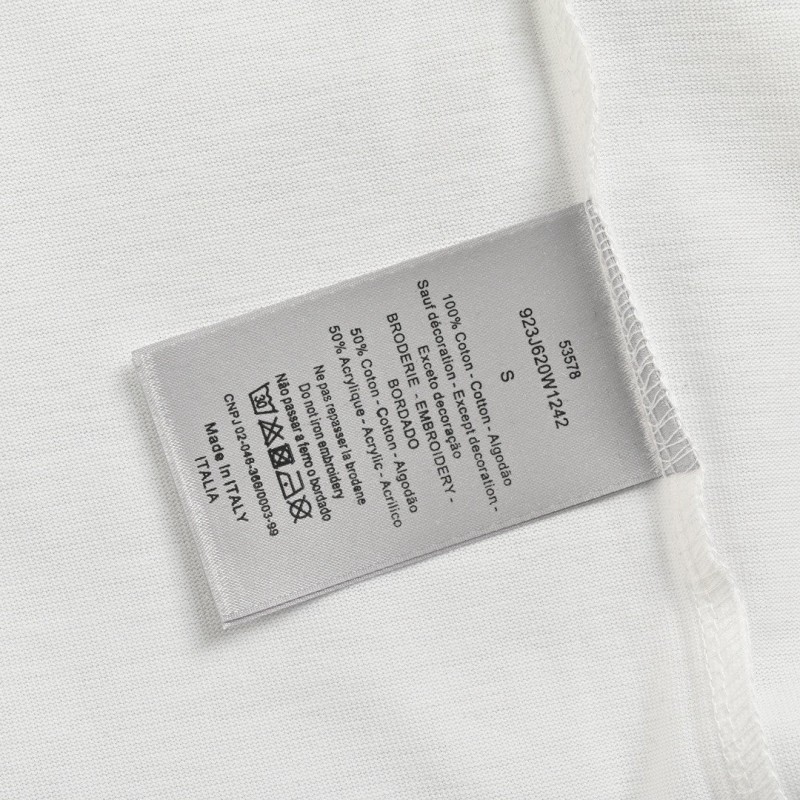 53578
923J620W1242
S
100% Coton - Cotton - Algodão
Sauf décoration - Except decoration -
Exceto decoração
BRODERIE - EMBROIDERY -
BORDADO
50% Coton - Cotton - Algodão
50% Acrylique - Acrylic - Acrílico
Ne pas repasser la broderie
Do not iron embroidery
Não passar a ferro o bordado
30
CNPJ 02-046-366/0003-99
Made in ITALY
ITALIA